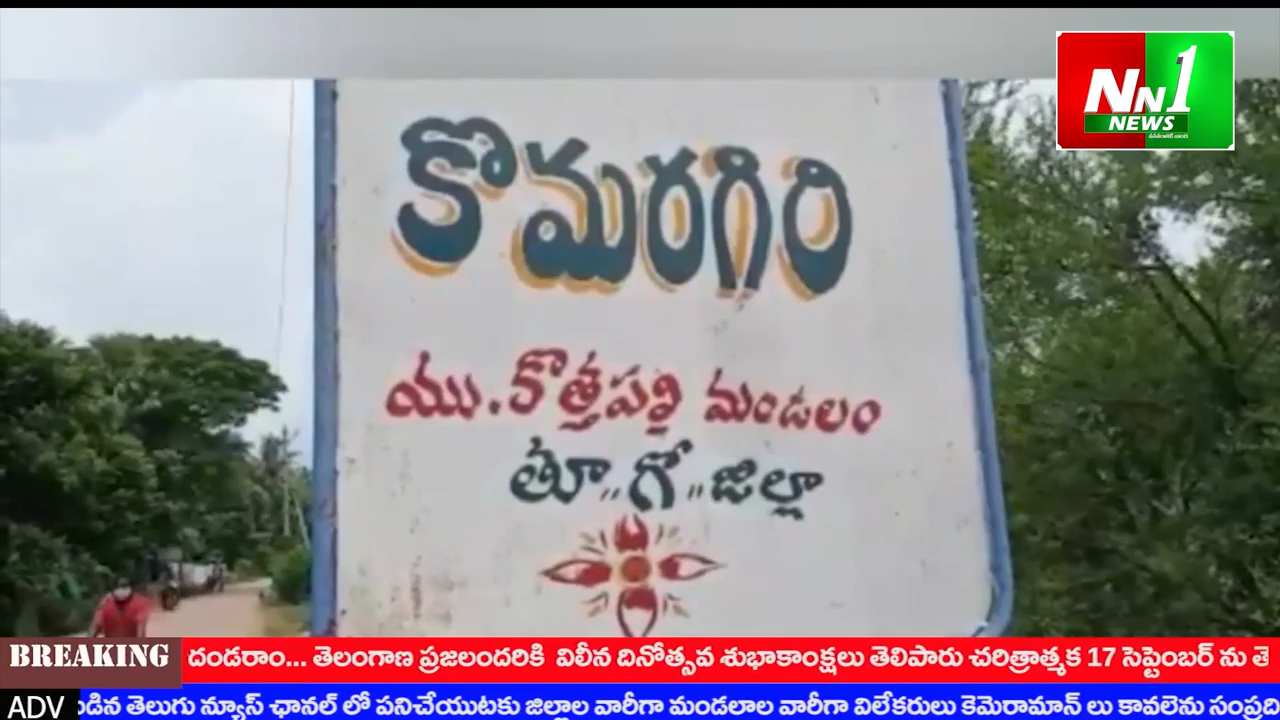 NN1
NEWS
కొమరగిరి
యు.కొత్తపల్లి మండలం
తూ''గో''జిల్లా
BREAKING దండరాం... తెలంగాణ ప్రజలందరికి విలీన దినోత్సవ శుభాకాంక్షలు తెలిపారు చరిత్రాత్మక 17 సెప్టెంబర్ ను తె
ADV తెలుగు న్యూస్ ఛానల్ లో పనిచేయుటకు జిల్లాల వారీగా మండలాల వారీగా విలేకరులు కెమెరామాన్ లు కావలెను సంప్రది